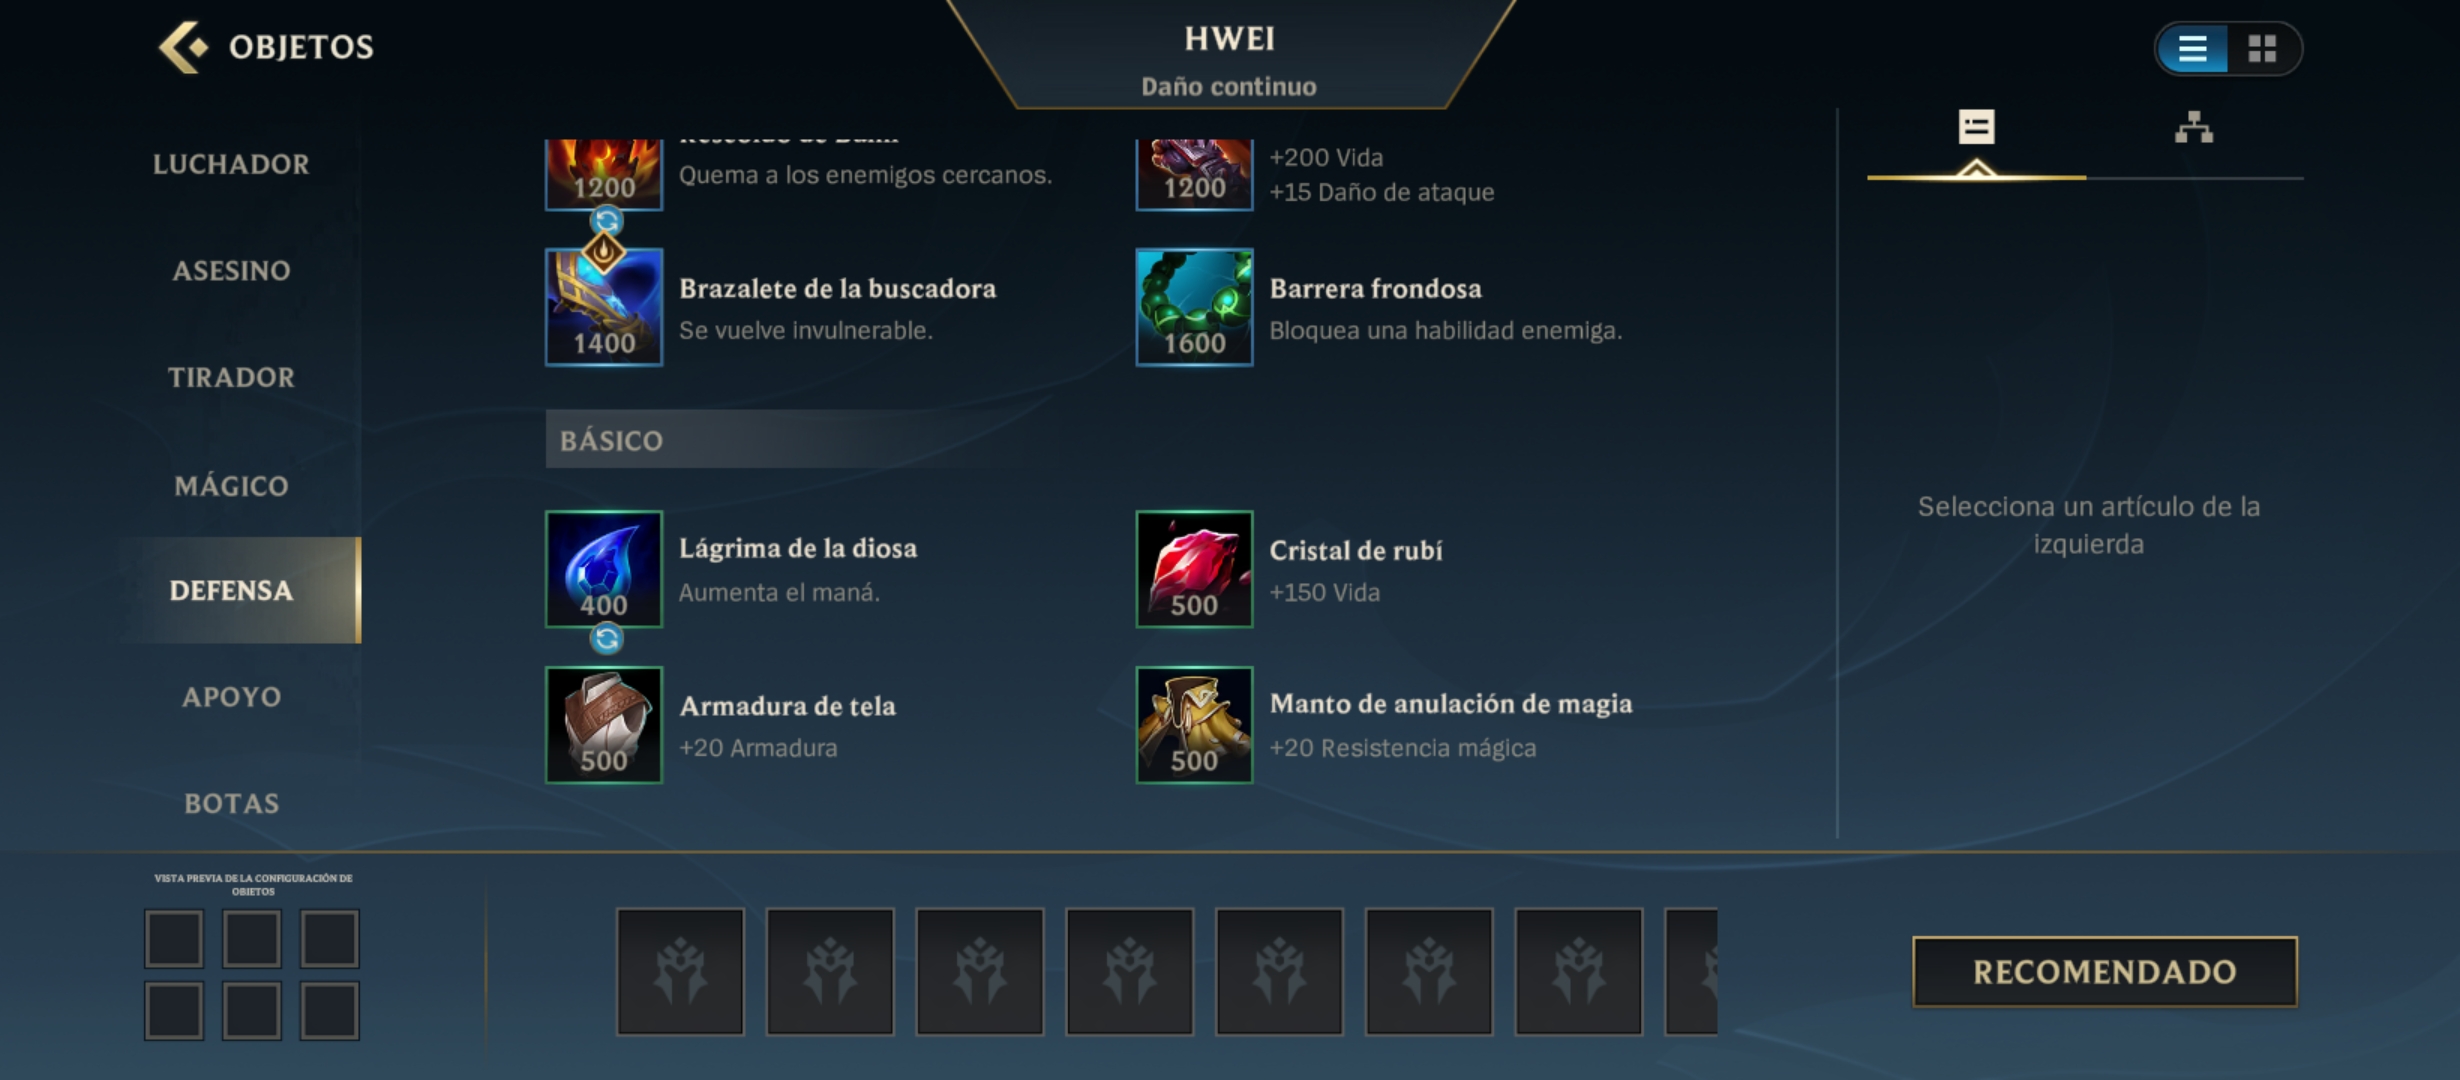 OBJETOS
HWEI
Daño continuo
LUCHADOR
ASESINO
TIRADOR
MÁGICO
DEFENSA
APOYO
BOTAS
1200
Quema a los enemigos cercanos.
1200
+200 Vida
+15 Daño de ataque
1400
Brazalete de la buscadora
Se vuelve invulnerable.
1600
Barrera frondosa
Bloquea una habilidad enemiga.
BÁSICO
400
Lágrima de la diosa
Aumenta el maná.
500
Cristal de rubí
+150 Vida
500
Armadura de tela
+20 Armadura
500
Manto de anulación de magia
+20 Resistencia mágica
Selecciona un artículo de la
izquierda
VISTA PREVIA DE LA CONFIGURACIÓN DE
OBJETOS
RECOMENDADO